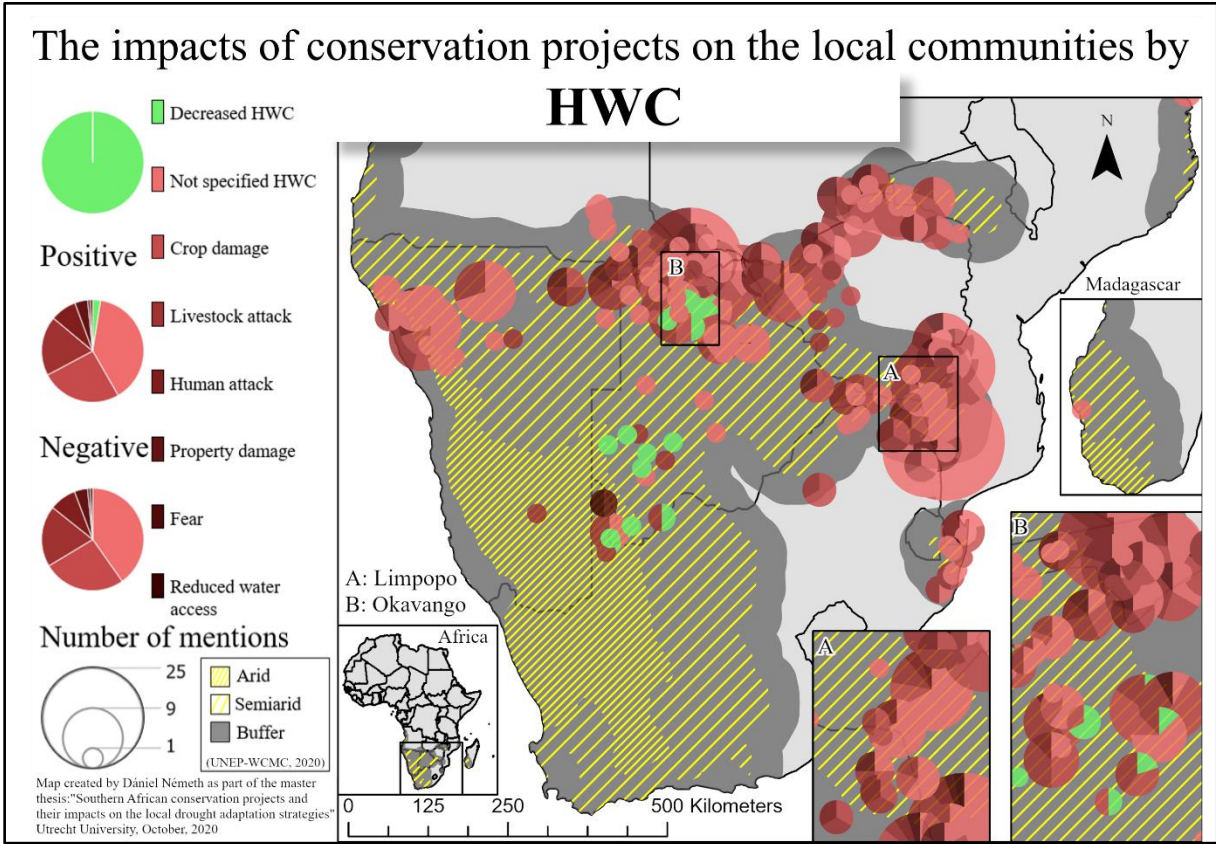 The impacts of conservation projects on the local communities by
HWC
Decreased HWC
Not specified HWC
Positive
Crop damage
Livestock attack
Human attack
Negative
Property damage
Fear
Reduced water
access
Number of mentions
25
9
1
Arid
Semiarid
Buffer
(UNEP-WCMC, 2020)
Map created by Dániel Németh as part of the master
thesis:"Southern African conservation projects and
their impacts on the local drought adaptation strategies"
Utrecht University, October, 2020
N
B
A
Madagascar
A: Limpopo
B: Okavango
Africa
0 125 250 500 Kilometers
A
B